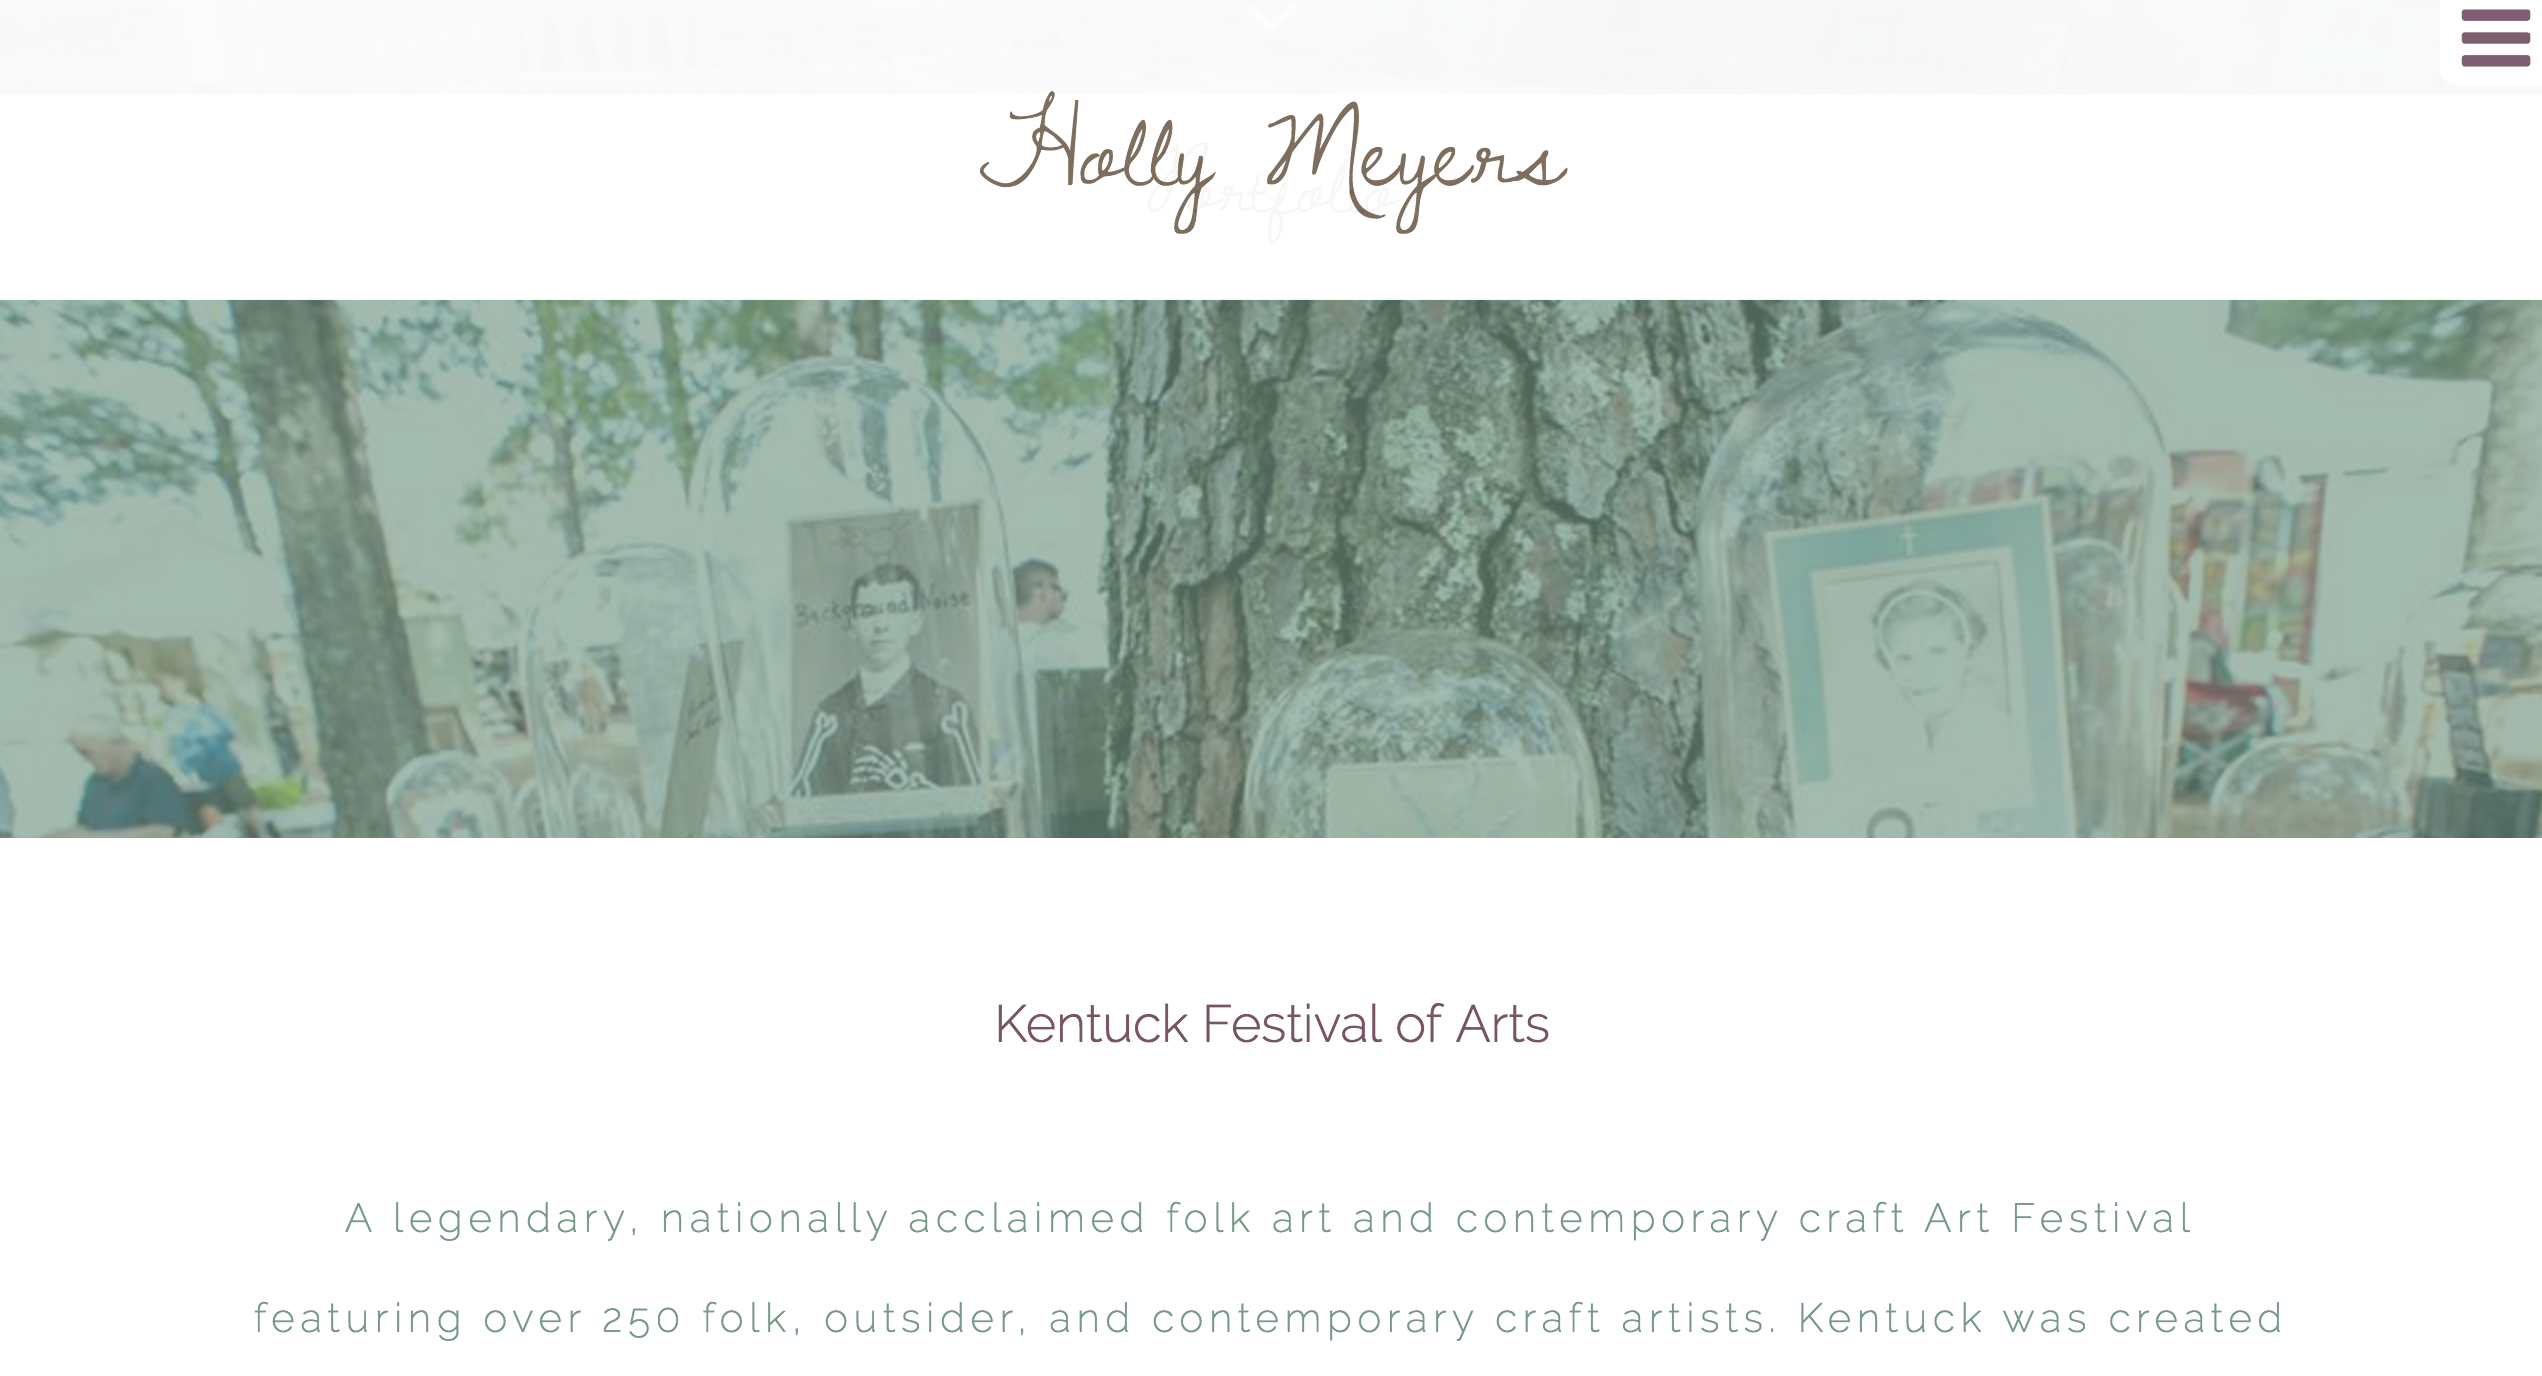 Holly Meyers
Portfolio
Background Noise
Kentuck Festival of Arts
A legendary, nationally acclaimed folk art and contemporary craft Art Festival
featuring over 250 folk, outsider, and contemporary craft artists. Kentuck was created